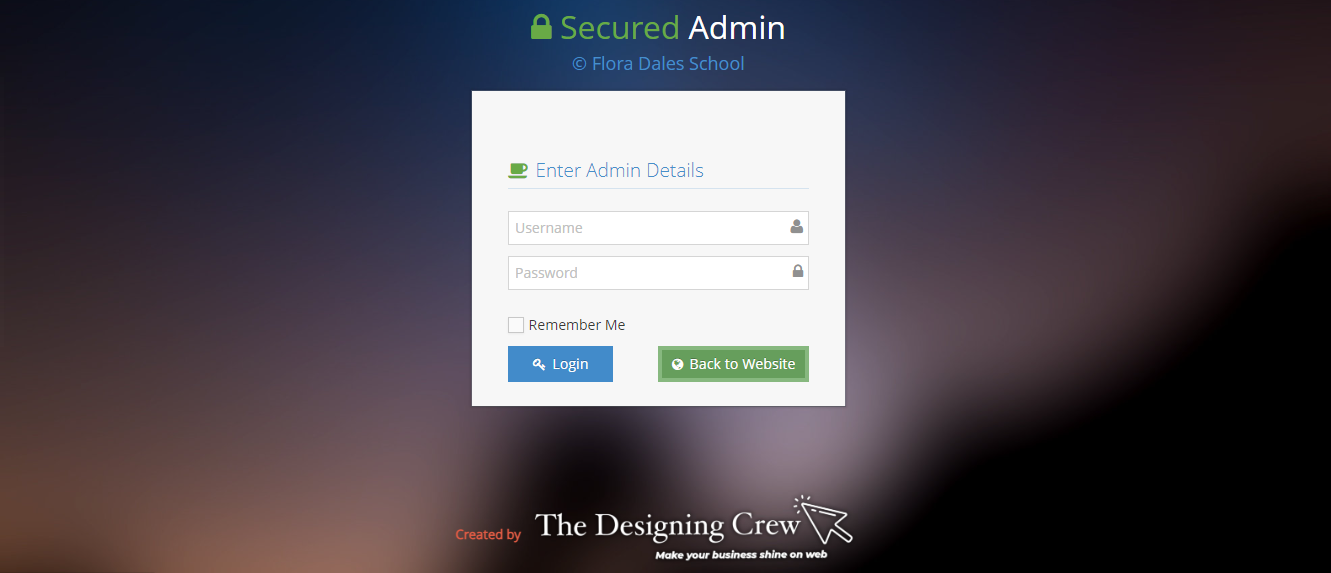 Secured Admin
© Flora Dales School
Enter Admin Details
Username
Password
Remember Me
Login
Back to Website
Created by The Designing Crew
Make your business shine on web